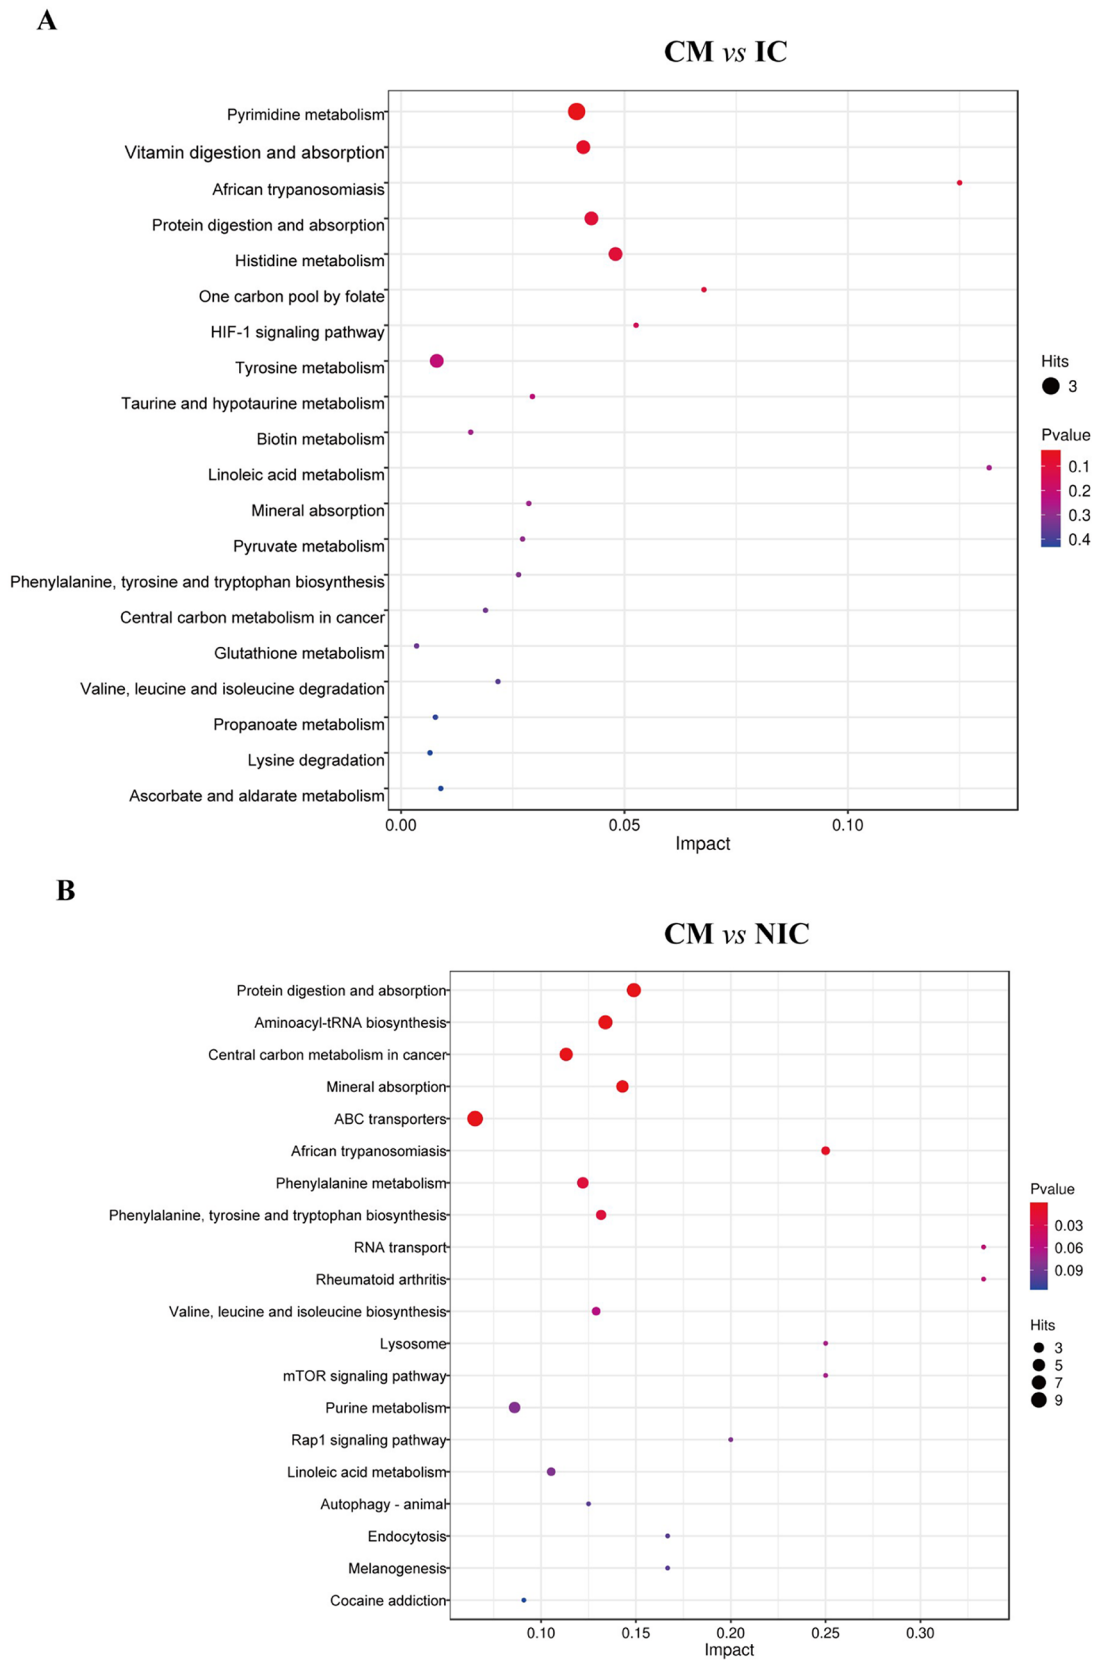 A
CM vs IC
Pyrimidine metabolism
Vitamin digestion and absorption
African trypanosomiasis
Protein digestion and absorption
Histidine metabolism
One carbon pool by folate
HIF-1 signaling pathway
Tyrosine metabolism
Taurine and hypotaurine metabolism
Biotin metabolism
Linoleic acid metabolism
Mineral absorption
Pyruvate metabolism
Phenylalanine, tyrosine and tryptophan biosynthesis
Central carbon metabolism in cancer
Glutathione metabolism
Valine, leucine and isoleucine degradation
Propanoate metabolism
Lysine degradation
Ascorbate and aldarate metabolism
0.00 0.05 0.10
Impact
Hits
3
Pvalue
0.1
0.2
0.3
0.4
B
CM vs NIC
Protein digestion and absorption
Aminoacyl-tRNA biosynthesis
Central carbon metabolism in cancer
Mineral absorption
ABC transporters
African trypanosomiasis
Phenylalanine metabolism
Phenylalanine, tyrosine and tryptophan biosynthesis
RNA transport
Rheumatoid arthritis
Valine, leucine and isoleucine biosynthesis
Lysosome
mTOR signaling pathway
Purine metabolism
Rap1 signaling pathway
Linoleic acid metabolism
Autophagy - animal
Endocytosis
Melanogenesis
Cocaine addiction
0.10 0.15 0.20 0.25 0.30
Impact
Pvalue
0.03
0.06
0.09
Hits
3
5
7
9